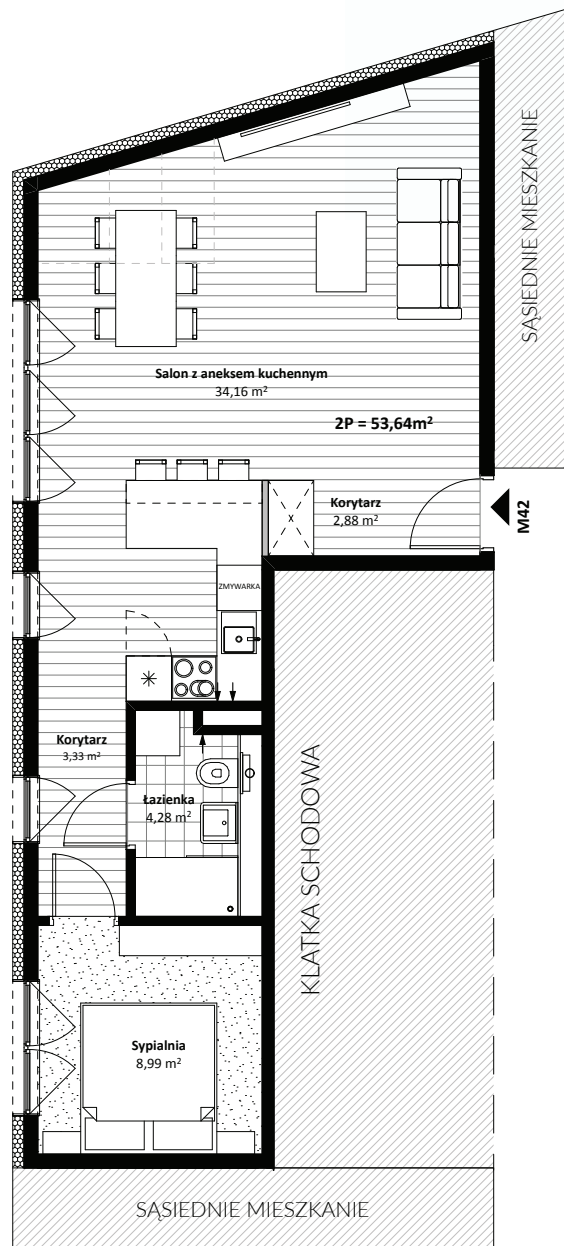 SĄSIEDNIE MIESZKANIE
Salon z aneksem kuchennym
34,16 m²
2P = 53,64m²
Korytarz
2,88 m²
x
M42
ZMYWARKA
Korytarz
3,33 m²
Łazienka
4,28 m²
KLATKA SCHODOWA
Sypialnia
8,99 m²
SĄSIEDNIE MIESZKANIE